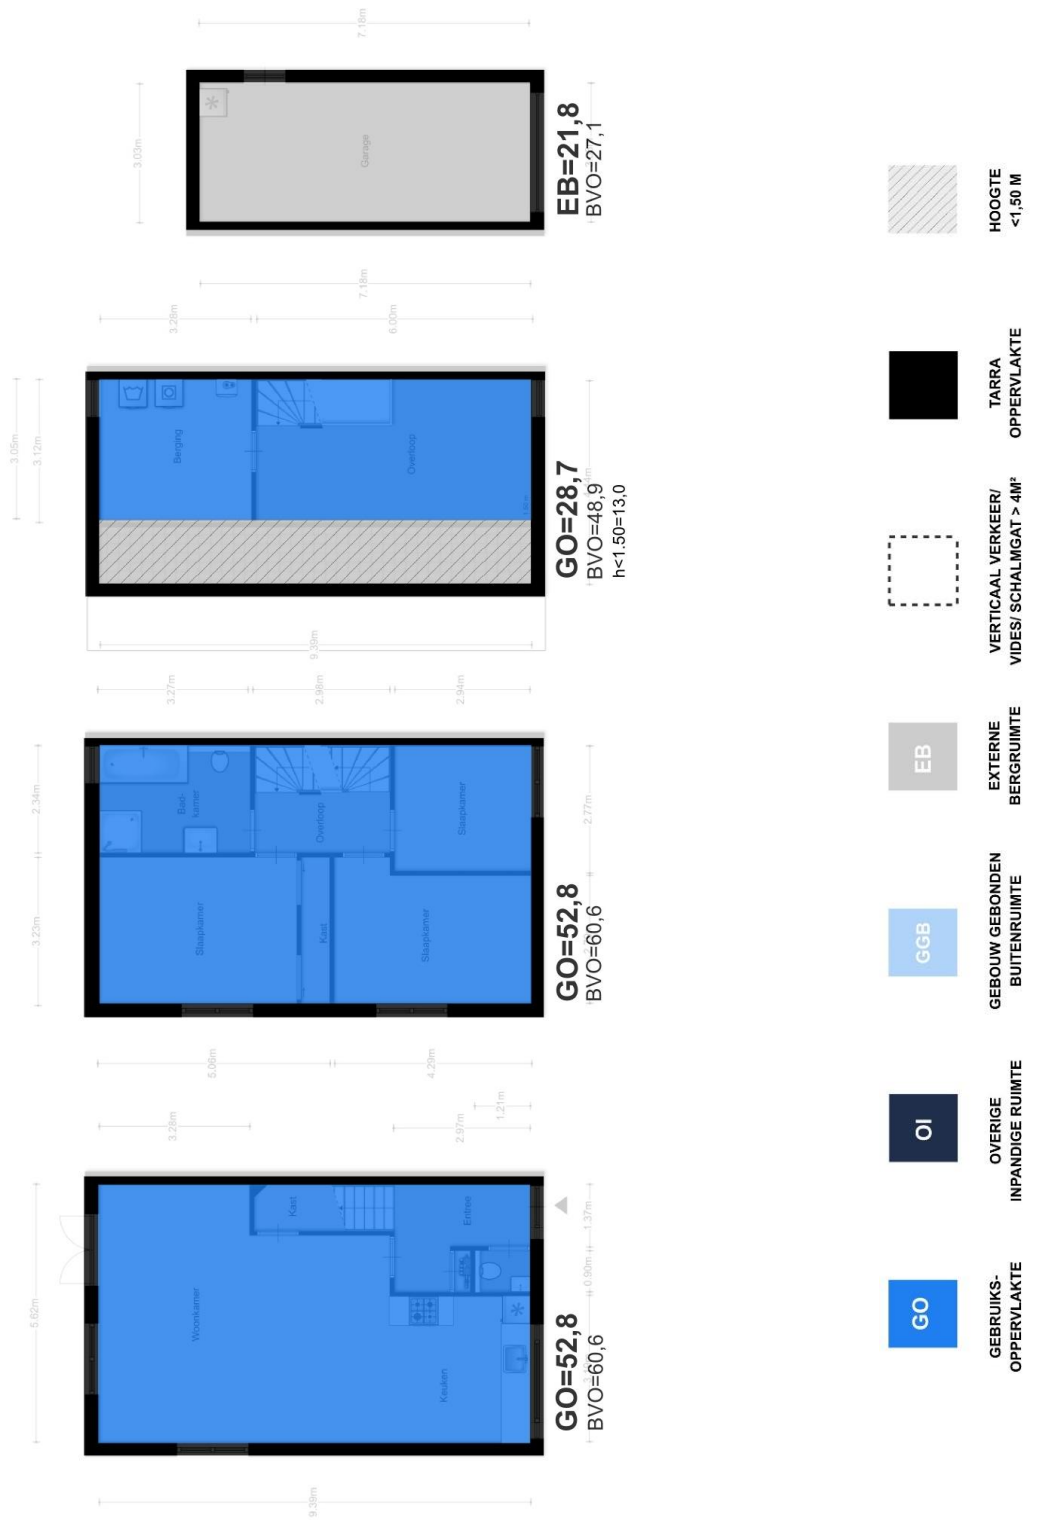 7.18m
3.03m
Garage
7.18m
EB=21,8
BVO=27,1
3.28m
6.00m
3.05m
3.12m
Berging
Overloop
GO=28,7
BVO=48,9
h<1.50=13,0
9.39m
3.27m
2.98m
2.94m
2.34m
3.23m
Bad-
kamer
Overloop
Slaapkamer
2.77m
Slaapkamer
Kast
Slaapkamer
GO=52,8
BVO=60,6
5.06m
4.29m
3.28m
2.97m
1.21m
5.62m
Kast
Entree
1.37m
0.90m
Woonkamer
Keuken
GO=52,8
BVO=60,6
9.39m
GO
GEBRUIKS-
OPPERVLAKTE
OI
OVERIGE
INPANDIGE RUIMTE
GGB
GEBOUW GEBONDEN
BUITENRUIMTE
EB
EXTERNE
BERGRUIMTE
VERTICAAL VERKEER/
VIDES/ SCHALMGAT > 4M²
TARRA
OPPERVLAKTE
HOOGTE
<1,50 M